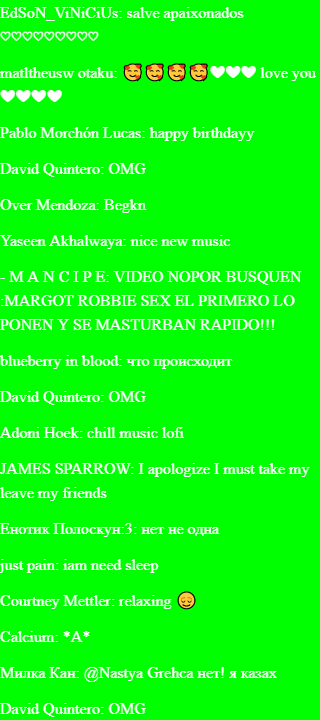 EdSoN_ViNiCiUs: salve apaixonados
♡♡♡♡♡♡♡♡♡
matltheusw otaku: 🥰🥰🥰🥰🤍🤍🤍 love you
🤍🤍🤍🤍
Pablo Morchón Lucas: happy birthdayy
David Quintero: OMG
Over Mendoza: Begkn
Yaseen Akhalwaya: nice new music
- M A N C I P E: VIDEO NOPOR BUSQUEN
:MARGOT ROBBIE SEX EL PRIMERO LO
PONEN Y SE MASTURBAN RAPIDO!!!
blueberry in blood: что происходит
David Quintero: OMG
Adoni Hoek: chill music lofi
JAMES SPARROW: I apologize I must take my
leave my friends
Енотик Полоскун:3: нет не одна
just pain: iam need sleep
Courtney Mettler: relaxing 😌
Calcium: *A*
Милка Кан: @Nastya Grehca нет! я казах
David Quintero: OMG